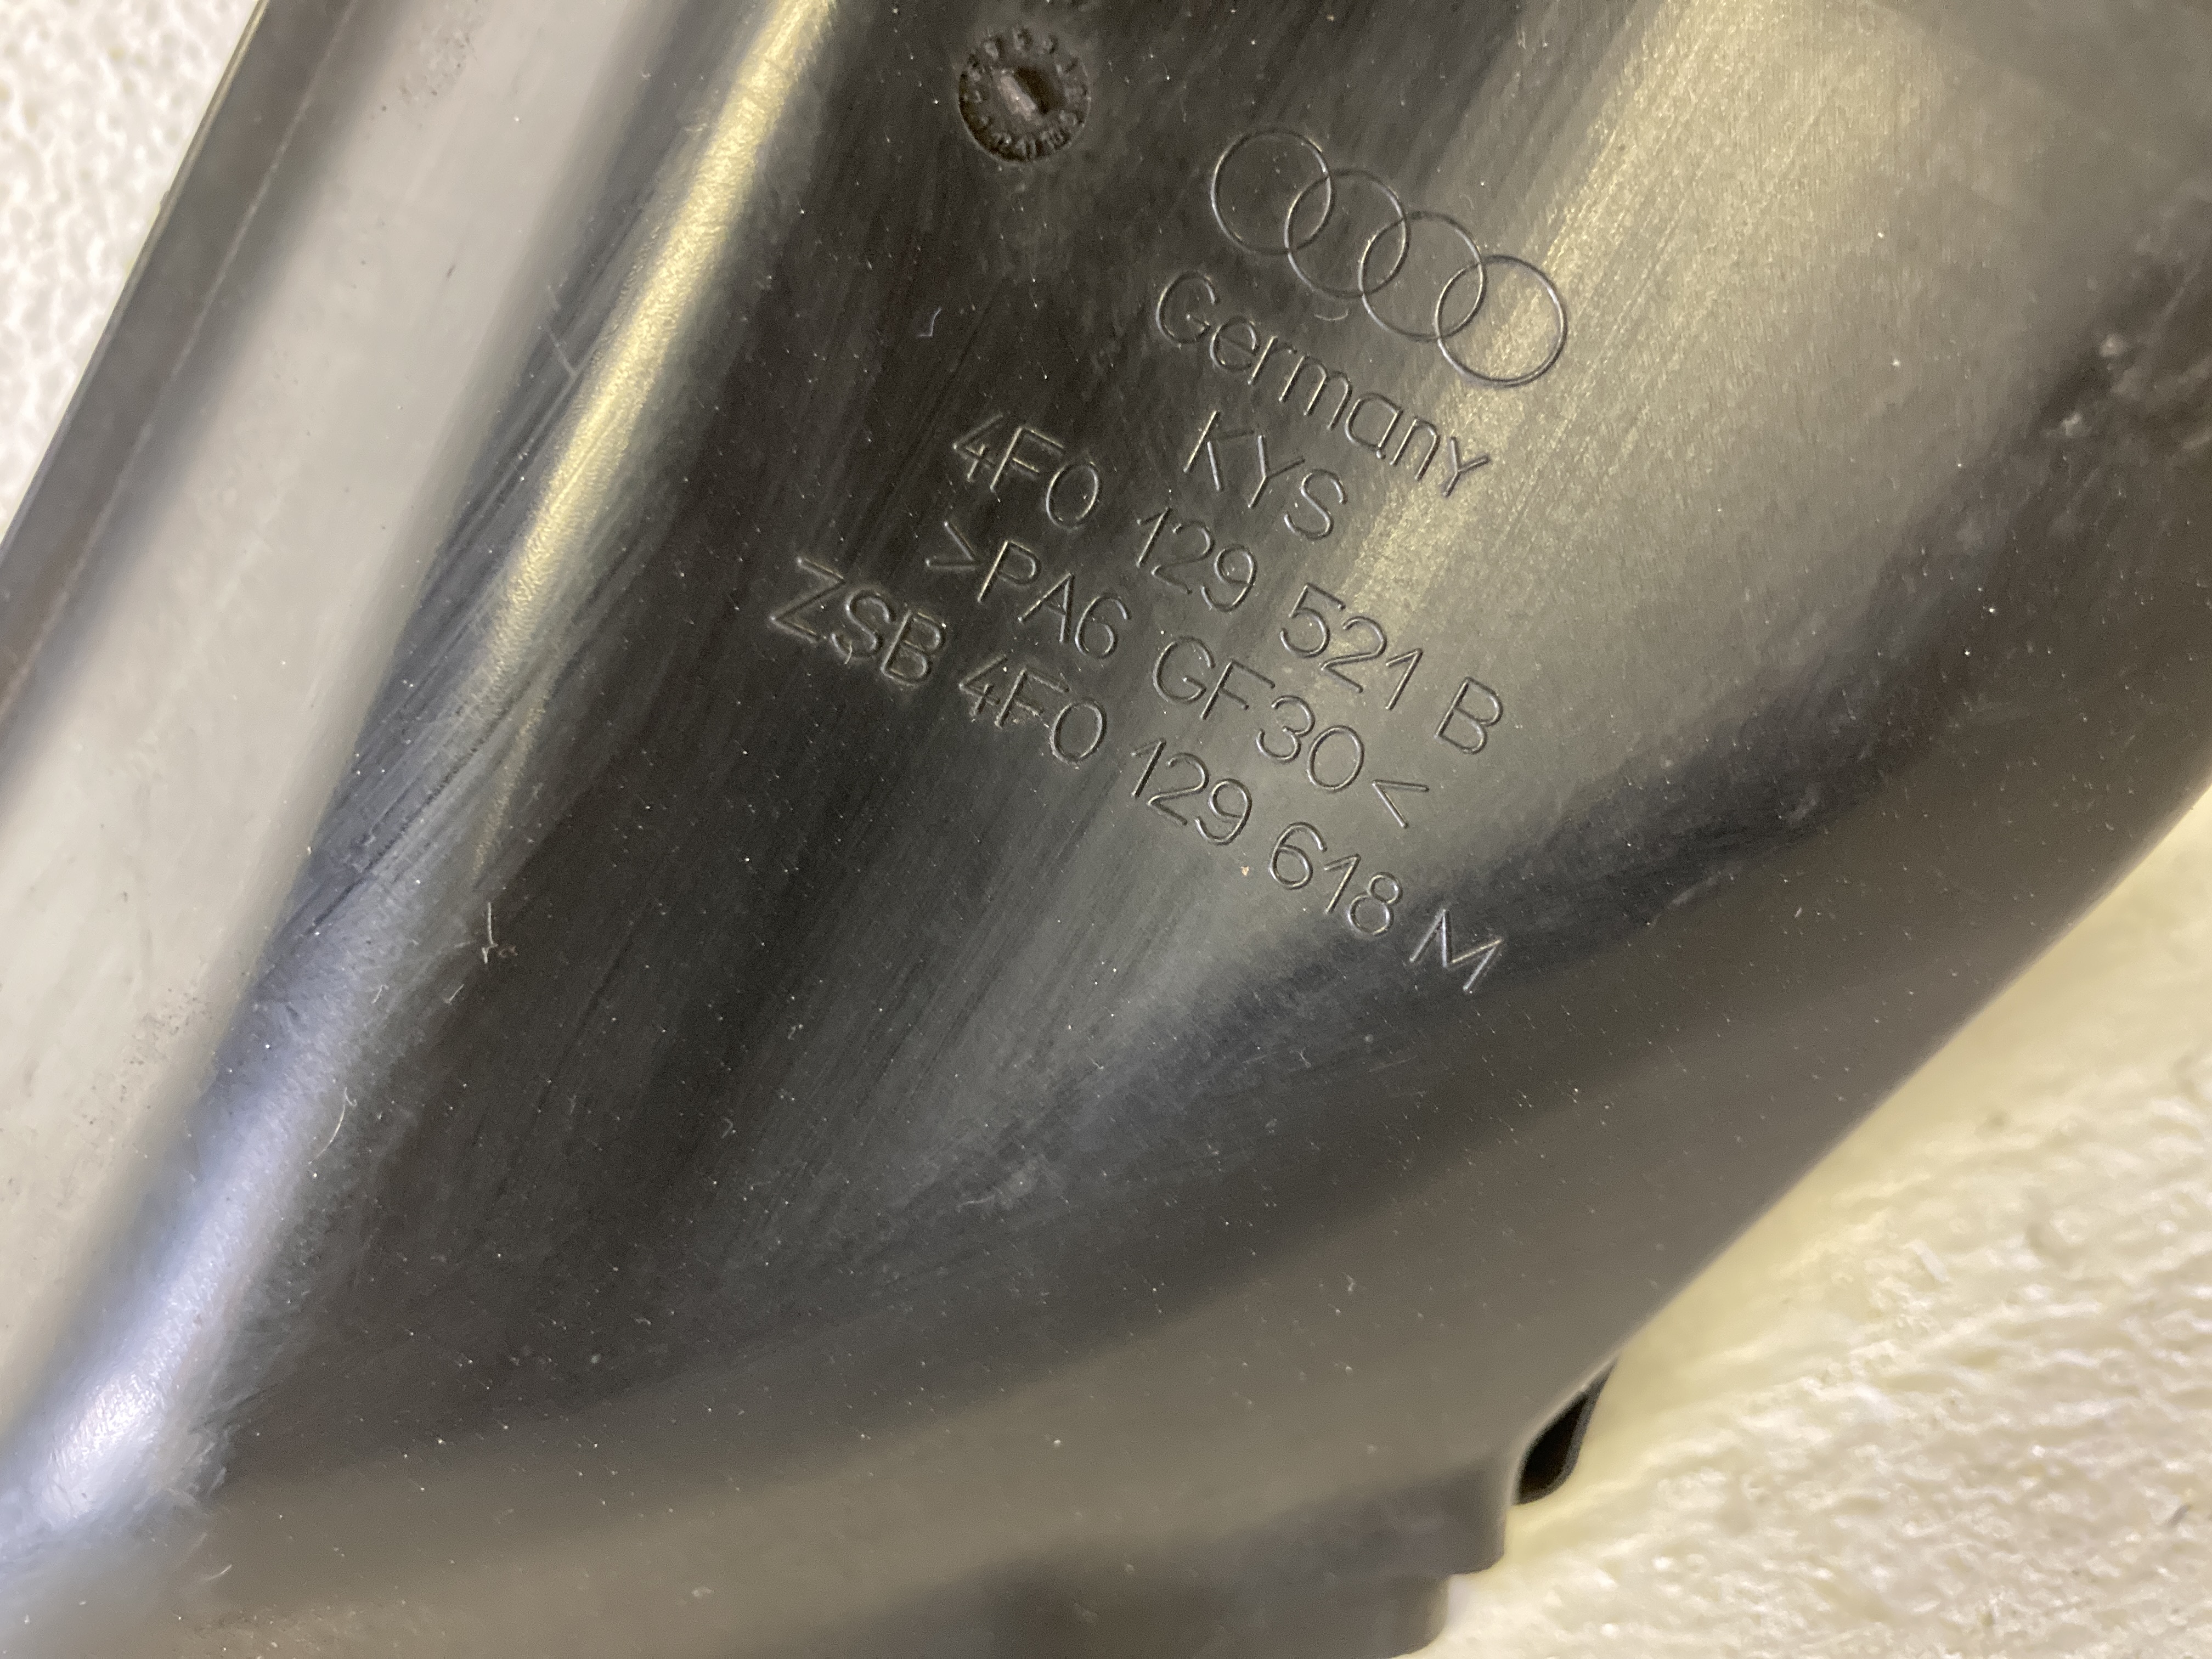 Germany
KYS
4F0 129 521 B
>PA6 GF30<
ZSB 4F0 129 618 M